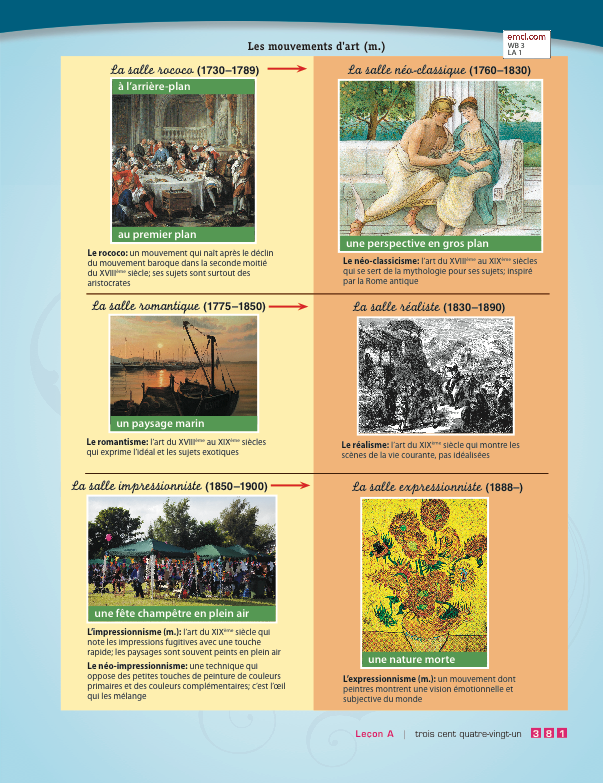 Les mouvements d'art (m.)
emcl.com
WB 3
LA 1
La salle rococo (1730–1789)
à l'arrière-plan
au premier plan
Le rococo: un mouvement qui naît après le déclin
du mouvement baroque dans la seconde moitié
du XVIIIième siècle; ses sujets sont surtout des
aristocrates
La salle néo-classique (1760–1830)
une perspective en gros plan
Le néo-classicisme: l'art du XVIIIième au XIXième siècles
qui se sert de la mythologie pour ses sujets; inspiré
par la Rome antique
La salle romantique (1775–1850)
un paysage marin
Le romantisme: l'art du XVIIIième au XIXième siècles
qui exprime l'idéal et les sujets exotiques
La salle réaliste (1830–1890)
Le réalisme: l'art du XIXième siècle qui montre les
scènes de la vie courante, pas idéalisées
La salle impressionniste (1850–1900)
une fête champêtre en plein air
L'impressionnisme (m.): l'art du XIXième siècle qui
note les impressions fugitives avec une touche
rapide; les paysages sont souvent peints en plein air
Le néo-impressionnisme: une technique qui
oppose des petites touches de peinture de couleurs
primaires et des couleurs complémentaires; c'est l'œil
qui les mélange
La salle expressionniste (1888–)
une nature morte
L'expressionnisme (m.): un mouvement dont
peintres montrent une vision émotionnelle et
subjective du monde
Leçon A | trois cent quatre-vingt-un 381